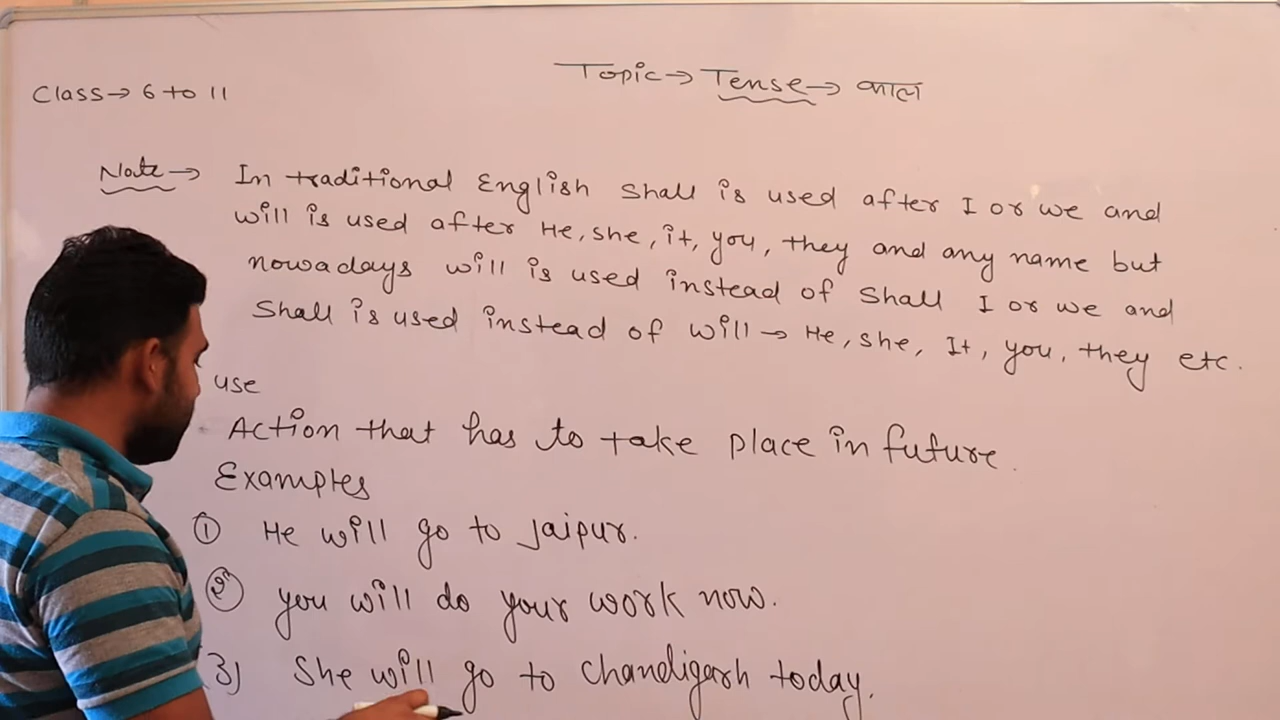 Topic → Tense → काल
Class → 6 to 11
Note → In traditional English shall is used after I or we and
will is used after He, she, it, you, they and any name but
nowadays will is used instead of shall I or we and
Shall is used instead of will → He, she, It, you, they etc.
use
Action that has to take place in future.
Examples
① He will go to Jaipur.
② you will do your work now.
3) She will go to Chandigarh today.